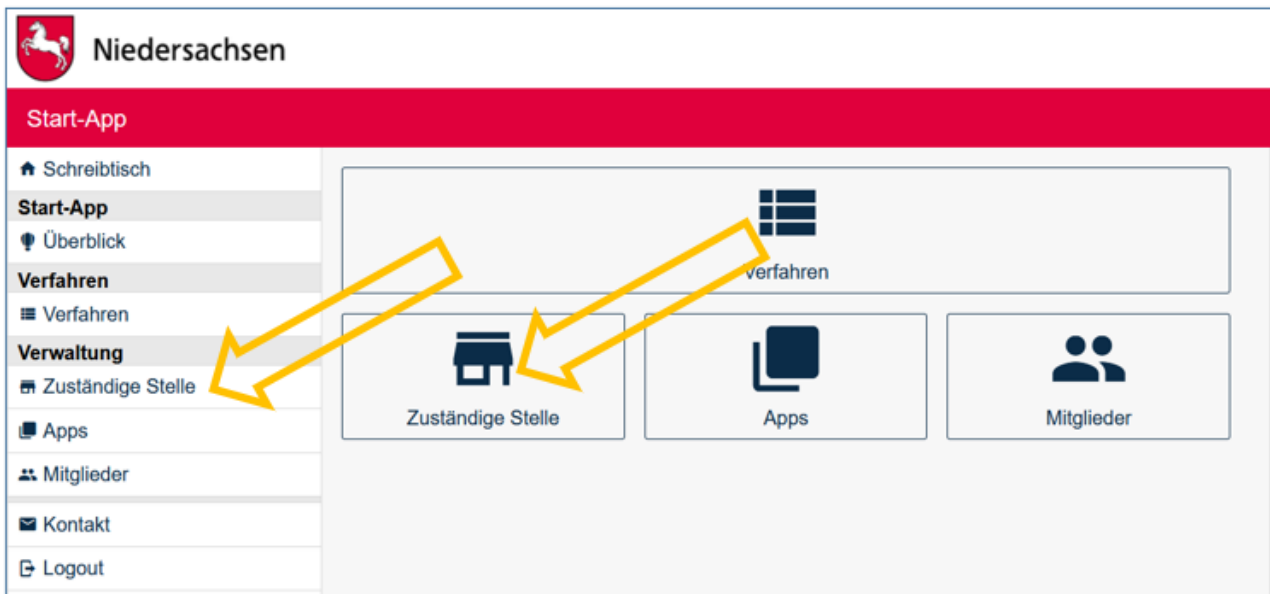 Niedersachsen
Start-App
Schreibtisch
Start-App
Überblick
Verfahren
Verfahren
Verwaltung
Zuständige Stelle
Apps
Mitglieder
Kontakt
Logout
Verfahren
Zuständige Stelle
Apps
Mitglieder